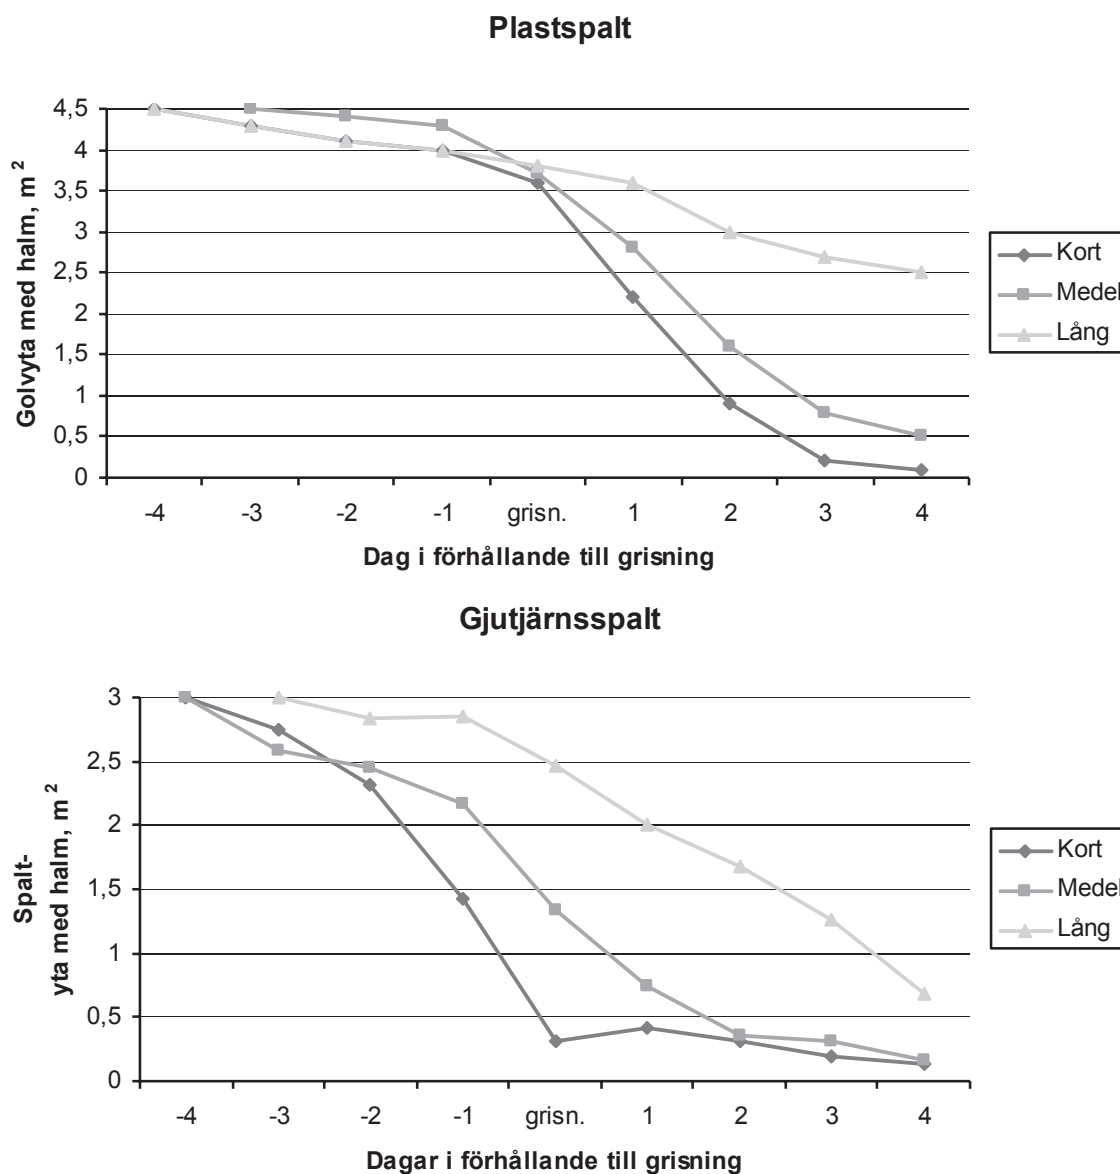 Plastspalt
Golvyta med halm, m²
4,5
4
3,5
3
2,5
2
1,5
1
0,5
0
-4 -3 -2 -1 grisn. 1 2 3 4
Dag i förhållande till grisning
Kort
Medel
Lång
Gjutjärnsspalt
Spalt-
yta med halm, m²
3
2,5
2
1,5
1
0,5
0
-4 -3 -2 -1 grisn. 1 2 3 4
Dagar i förhållande till grisning
Kort
Medel
Lång